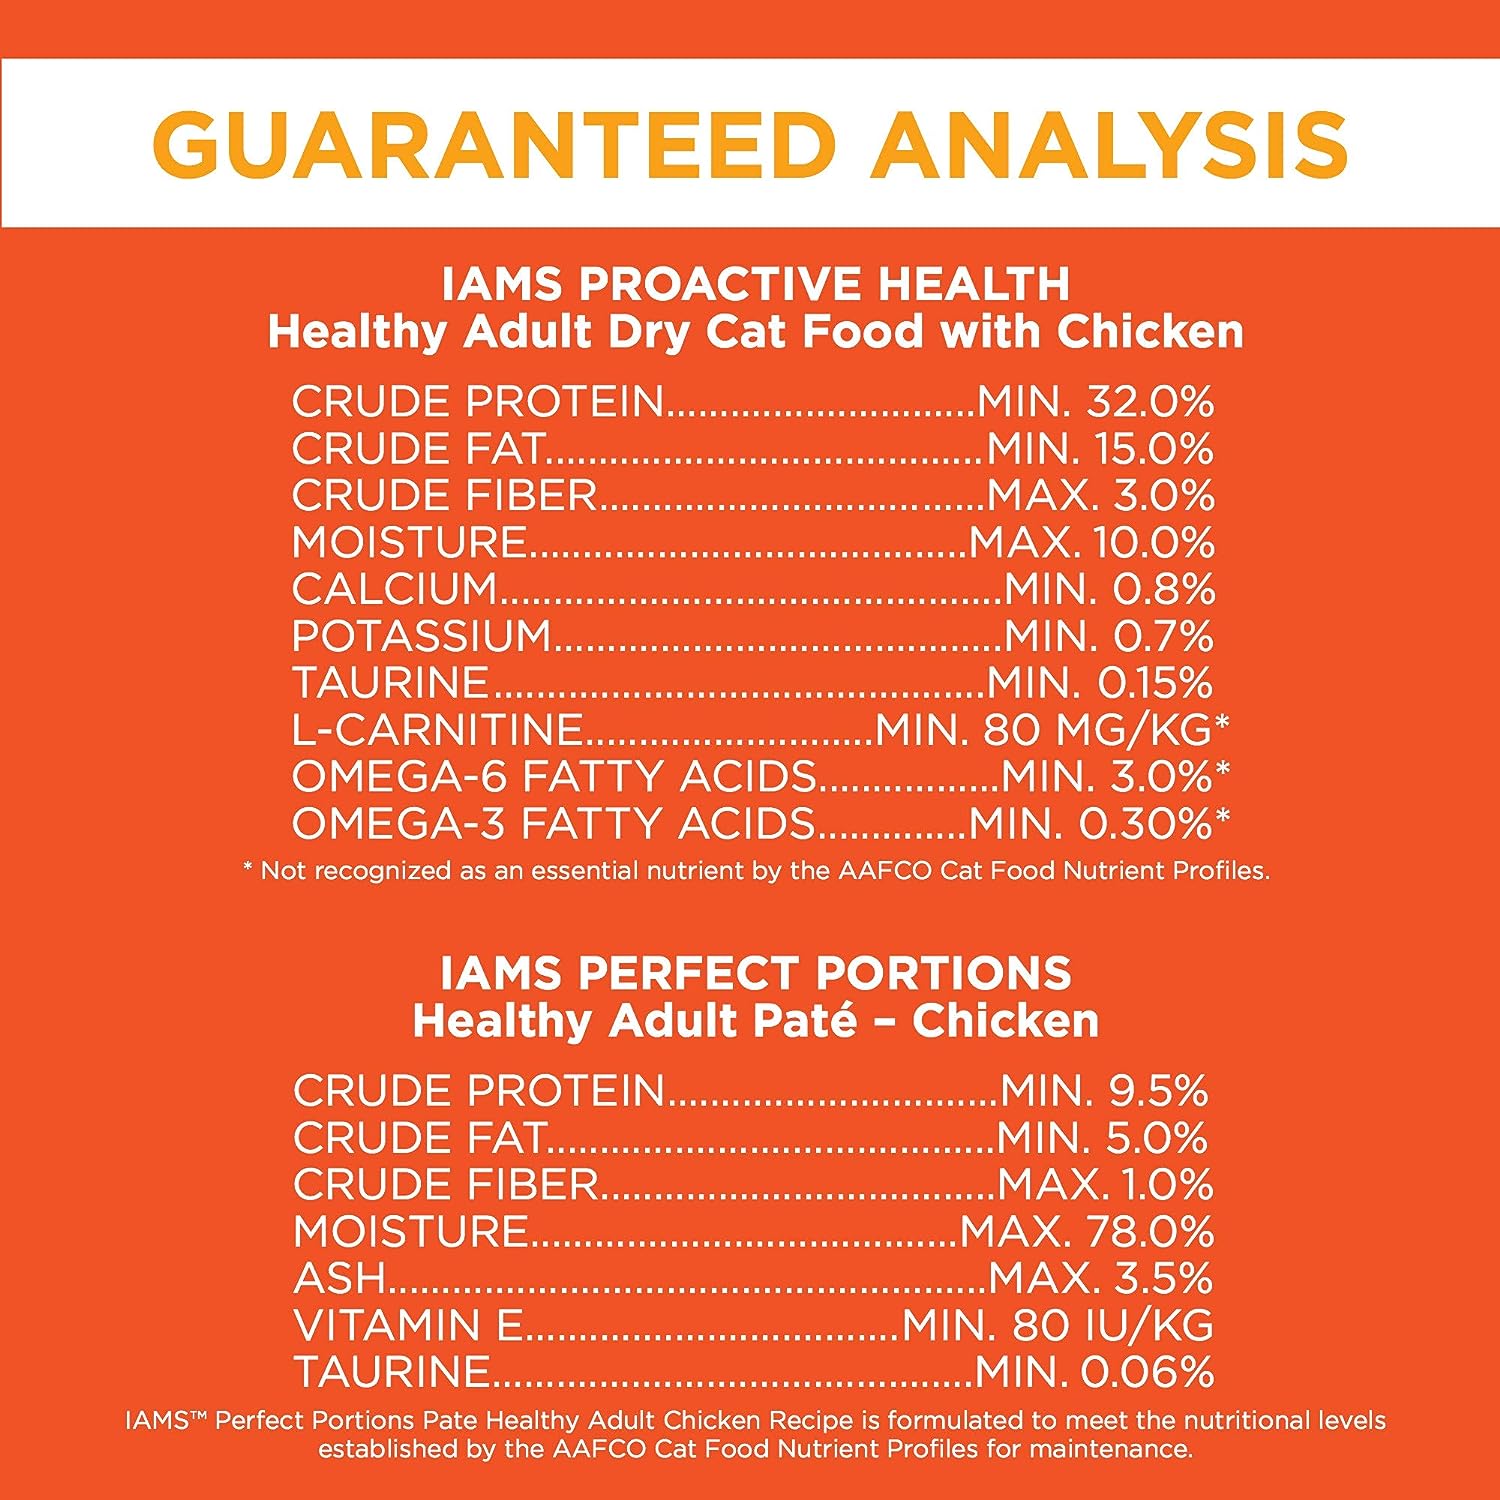 GUARANTEED ANALYSIS
IAMS PROACTIVE HEALTH
Healthy Adult Dry Cat Food with Chicken
CRUDE PROTEIN.............................MIN. 32.0%
CRUDE FAT.........................................MIN. 15.0%
CRUDE FIBER....................................MAX. 3.0%
MOISTURE.........................................MAX. 10.0%
CALCIUM...............................................MIN. 0.8%
POTASSIUM..........................................MIN. 0.7%
TAURINE..............................................MIN. 0.15%
L-CARNITINE...........................MIN. 80 MG/KG*
OMEGA-6 FATTY ACIDS.................MIN. 3.0%*
OMEGA-3 FATTY ACIDS..............MIN. 0.30%*
* Not recognized as an essential nutrient by the AAFCO Cat Food Nutrient Profiles.
IAMS PERFECT PORTIONS
Healthy Adult Paté – Chicken
CRUDE PROTEIN...............................MIN. 9.5%
CRUDE FAT..........................................MIN. 5.0%
CRUDE FIBER.....................................MAX. 1.0%
MOISTURE........................................MAX. 78.0%
ASH........................................................MAX. 3.5%
VITAMIN E...................................MIN. 80 IU/KG
TAURINE.............................................MIN. 0.06%
IAMS™ Perfect Portions Pate Healthy Adult Chicken Recipe is formulated to meet the nutritional levels
established by the AAFCO Cat Food Nutrient Profiles for maintenance.